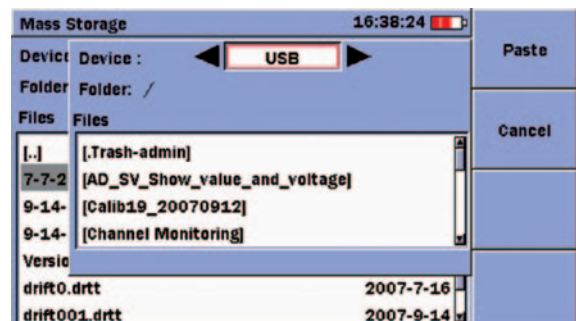 Mass Storage 16:38:24
Device Device : USB
Folder Folder: /
Files Files
[..] [.Trash-admin]
7-7-2 [AD_SV_Show_value_and_voltage]
9-14- [Calib19_20070912]
9-14- [Channel Monitoring]
Versio
drift0.drtt 2007-7-16
drift001.drtt 2007-9-14
Paste
Cancel